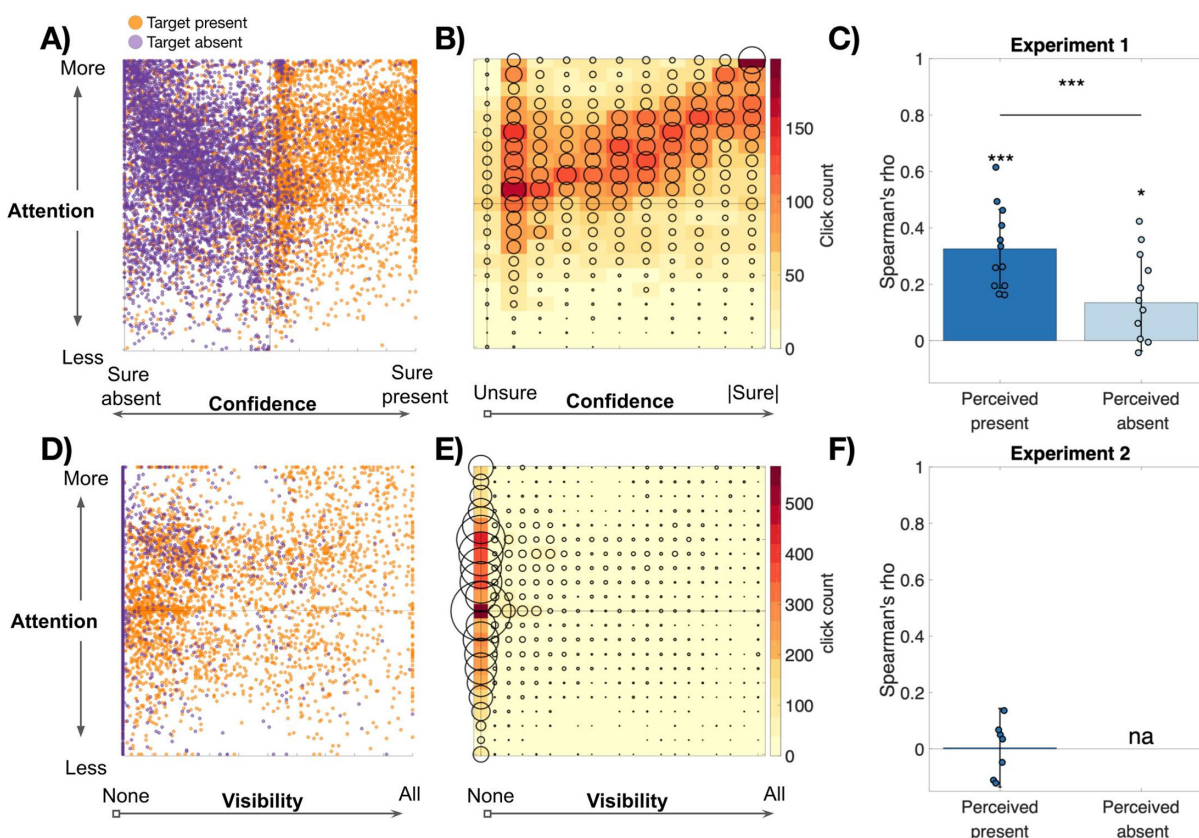 Target present
Target absent
A)
B)
C)
Experiment 1
More
Attention
Less
Sure
absent
Sure
present
Confidence
150
100
50
0
Click count
Unsure
|Sure|
Confidence
1
0.8
0.6
0.4
0.2
0
Spearman's rho
***
***
*
Perceived
present
Perceived
absent
D)
E)
F)
Experiment 2
More
Attention
Less
None
All
Visibility
500
400
300
200
100
0
click count
None
All
Visibility
1
0.8
0.6
0.4
0.2
0
Spearman's rho
na
Perceived
present
Perceived
absent